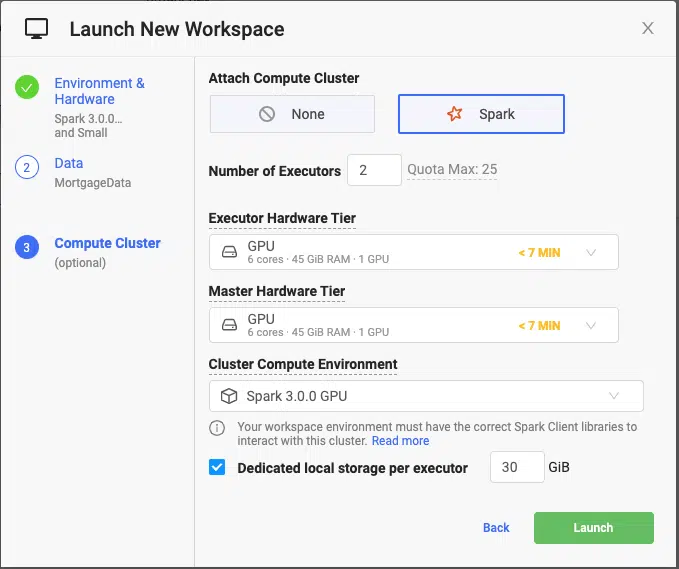 Launch New Workspace
Environment &
Hardware
Spark 3.0.0...
and Small
2
Data
MortgageData
3
Compute Cluster
(optional)
Attach Compute Cluster
None
Spark
Number of Executors 2 Quota Max: 25
Executor Hardware Tier
GPU
6 cores · 45 GiB RAM · 1 GPU
< 7 MIN
Master Hardware Tier
GPU
6 cores · 45 GiB RAM · 1 GPU
< 7 MIN
Cluster Compute Environment
Spark 3.0.0 GPU
Your workspace environment must have the correct Spark Client libraries to
interact with this cluster. Read more
Dedicated local storage per executor 30 GiB
Back Launch